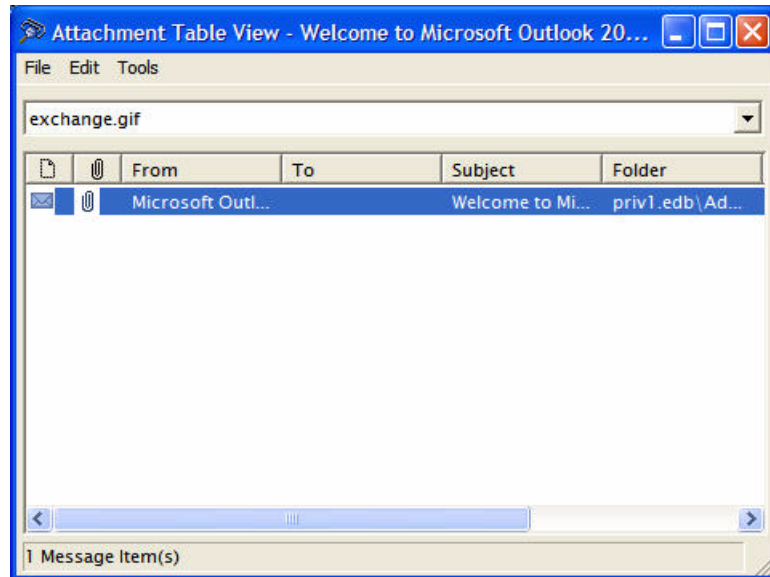 Attachment Table View - Welcome to Microsoft Outlook 20...
File Edit Tools
exchange.gif
From To Subject Folder
Microsoft Outl... Welcome to Mi... priv1.edb\Ad...
1 Message Item(s)